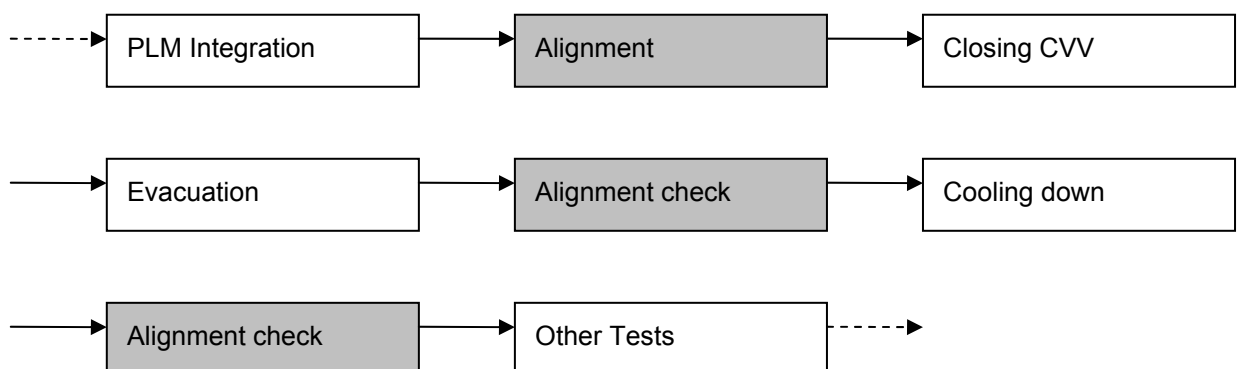 PLM Integration
Alignment
Closing CVV
Evacuation
Alignment check
Cooling down
Alignment check
Other Tests